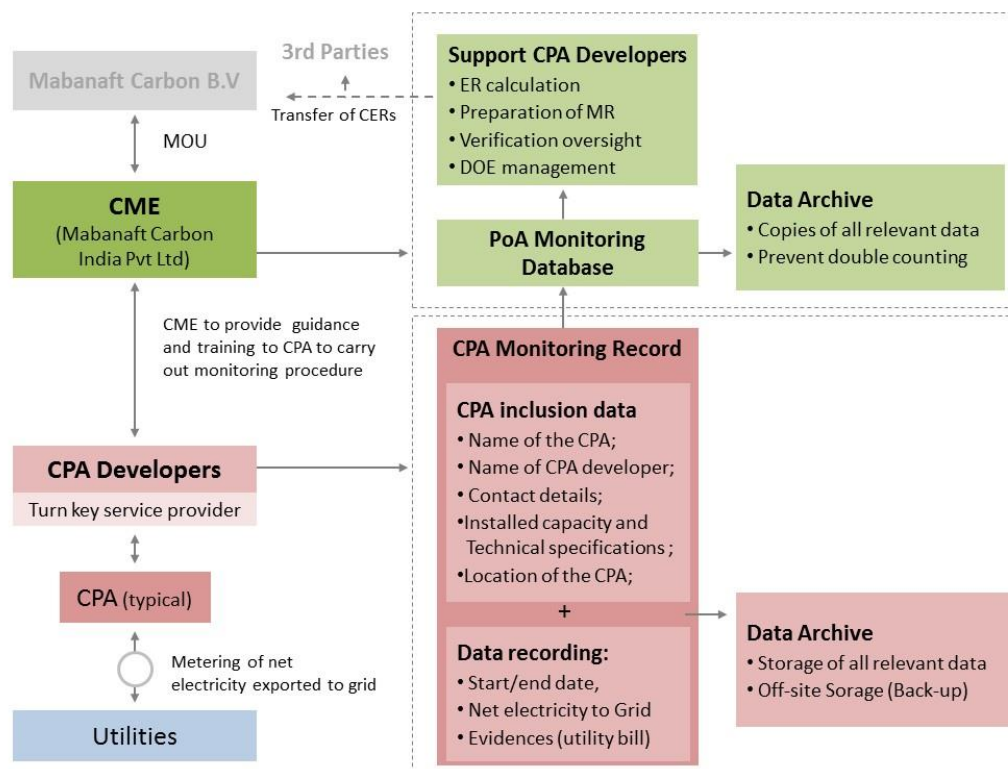 Mabanaft Carbon B.V
3rd Parties
Transfer of CERs
MOU
CME
(Mabanaft Carbon
India Pvt Ltd)
CME to provide guidance
and training to CPA to carry
out monitoring procedure
CPA Developers
Turn key service provider
CPA (typical)
Metering of net
electricity exported to grid
Utilities
Support CPA Developers
• ER calculation
• Preparation of MR
• Verification oversight
• DOE management
PoA Monitoring
Database
Data Archive
• Copies of all relevant data
• Prevent double counting
CPA Monitoring Record
CPA inclusion data
• Name of the CPA;
• Name of CPA developer;
• Contact details;
•Installed capacity and
Technical specifications ;
•Location of the CPA;
+
Data recording:
• Start/end date,
• Net electricity to Grid
• Evidences (utility bill)
Data Archive
• Storage of all relevant data
• Off-site Sorage (Back-up)